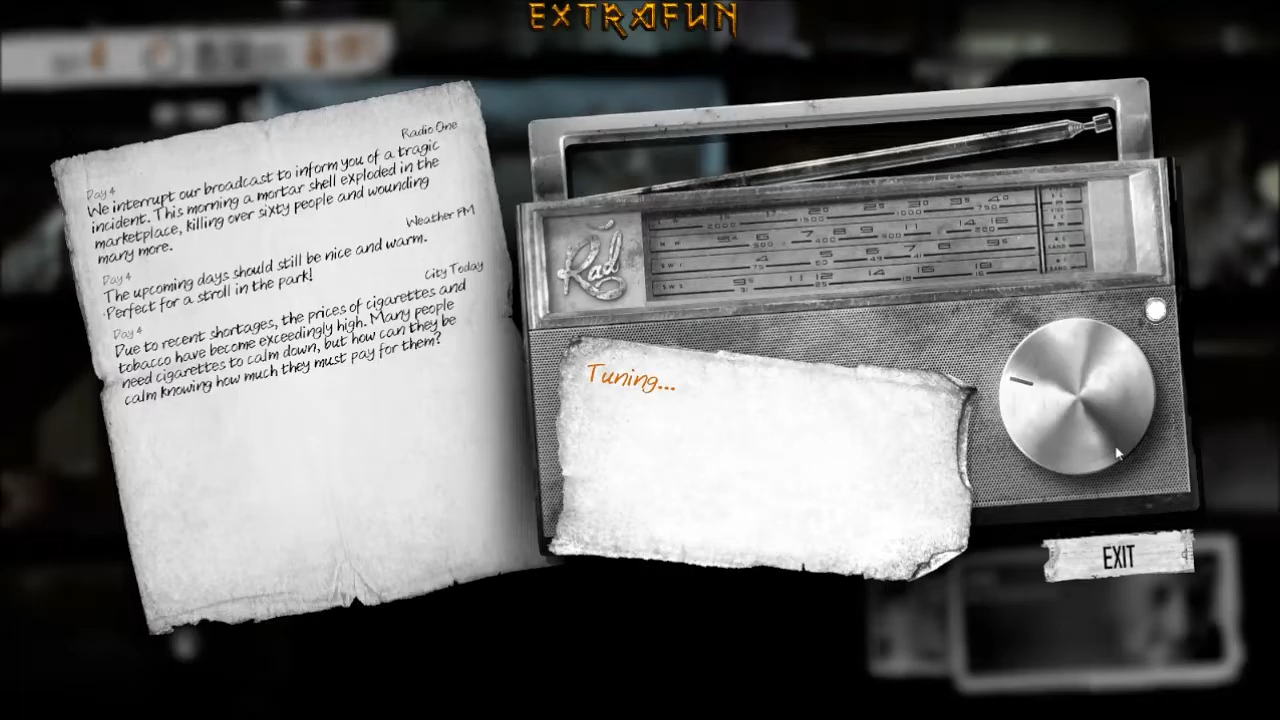 EXTRAFUN
Radio One
Day 4
We interrupt our broadcast to inform you of a tragic
incident. This morning a mortar shell exploded in the
marketplace, killing over sixty people and wounding
many more.
Weather FM
Day 4
The upcoming days should still be nice and warm.
Perfect for a stroll in the park!
City Today
Day 4
Due to recent shortages, the prices of cigarettes and
tobacco have become exceedingly high. Many people
need cigarettes to calm down, but how can they be
calm knowing how much they must pay for them?
Rad
Tuning...
EXIT